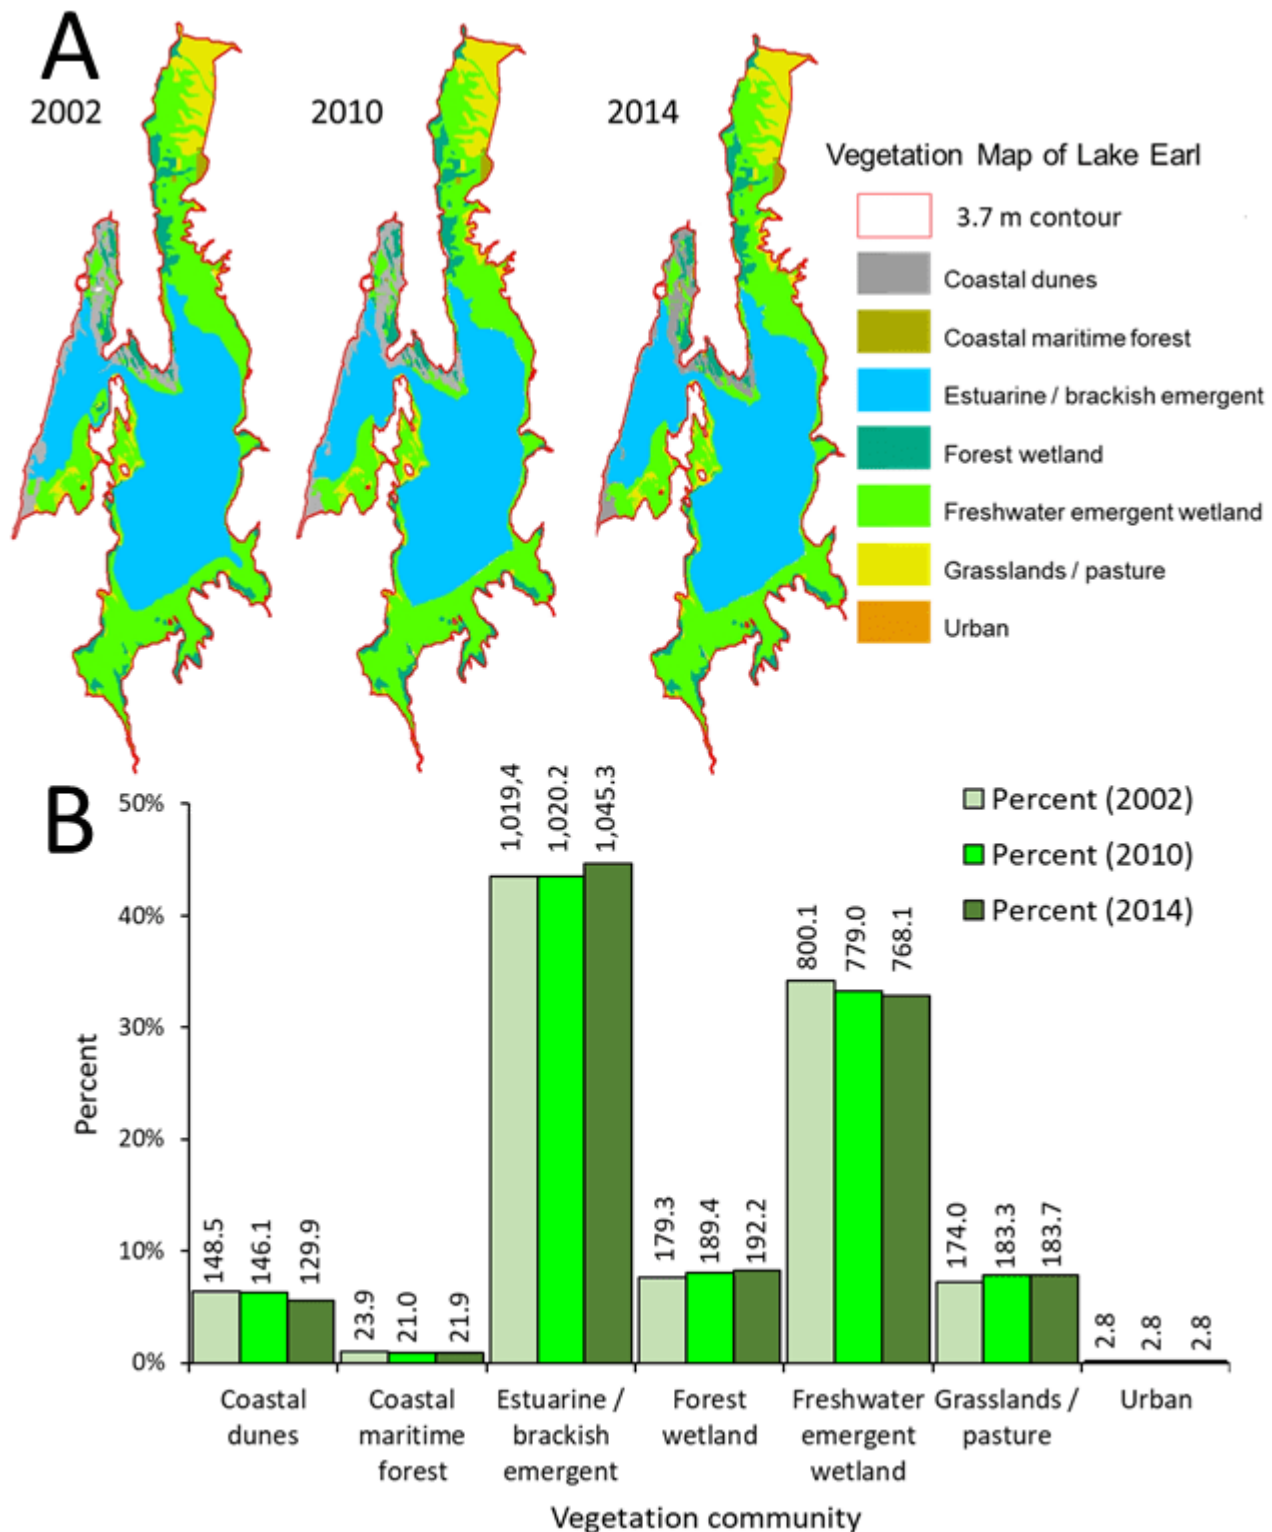 A
2002
2010
2014
Vegetation Map of Lake Earl
3.7 m contour
Coastal dunes
Coastal maritime forest
Estuarine / brackish emergent
Forest wetland
Freshwater emergent wetland
Grasslands / pasture
Urban
B
Percent (2002)
Percent (2010)
Percent (2014)
50%
40%
30%
20%
10%
0%
Percent
148.5
146.1
129.9
23.9
21.0
21.9
1,019,4
1,020.2
1,045.3
179.3
189.4
192.2
800.1
779.0
768.1
174.0
183.3
183.7
2.8
2.8
2.8
Coastal
dunes
Coastal
maritime
forest
Estuarine /
brackish
emergent
Forest
wetland
Freshwater
emergent
wetland
Grasslands /
pasture
Urban
Vegetation community